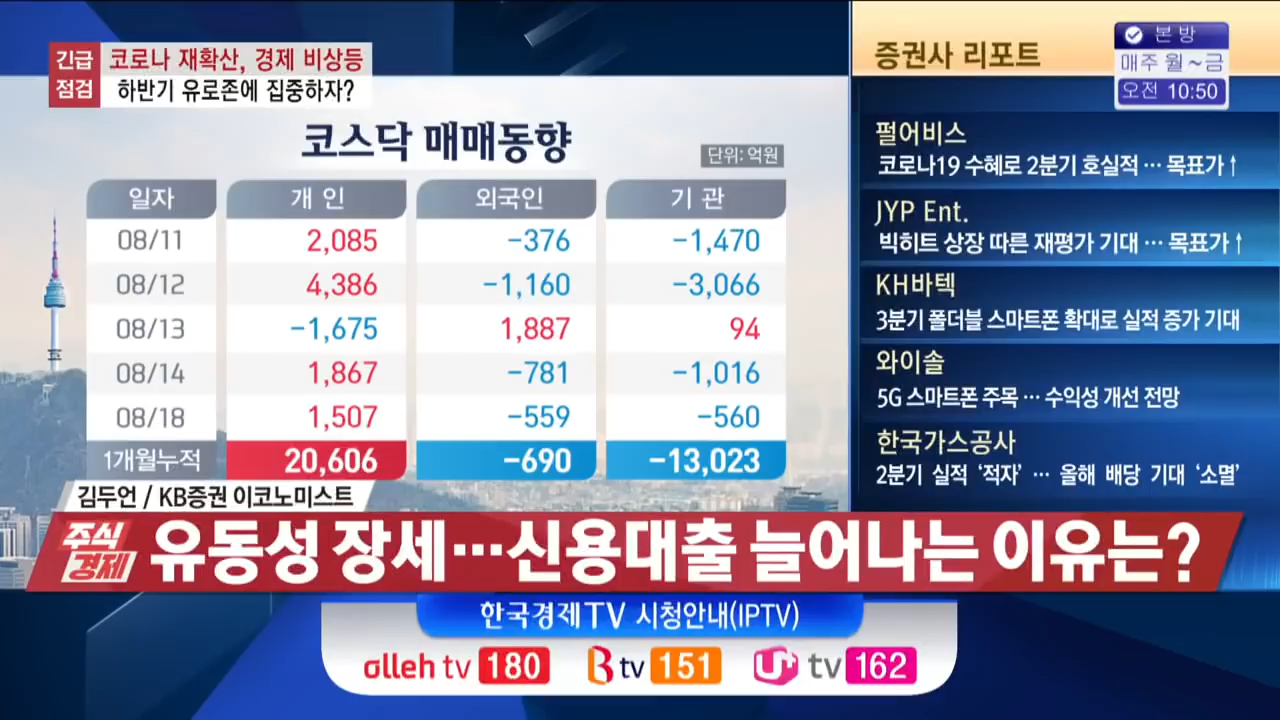 긴급
점검
코로나 재확산, 경제 비상등
하반기 유로존에 집중하자?
코스닥 매매동향
단위: 억원
일자 개인 외국인 기관
08/11 2,085 -376 -1,470
08/12 4,386 -1,160 -3,066
08/13 -1,675 1,887 94
08/14 1,867 -781 -1,016
08/18 1,507 -559 -560
1개월누적 20,606 -690 -13,023
증권사 리포트
본 방
매주 월~금
오전 10:50
펄어비스
코로나19 수혜로 2분기 호실적 … 목표가↑
JYP Ent.
빅히트 상장 따른 재평가 기대 … 목표가↑
KH바텍
3분기 폴더블 스마트폰 확대로 실적 증가 기대
와이솔
5G 스마트폰 주목 … 수익성 개선 전망
한국가스공사
2분기 실적 ‘적자’ … 올해 배당 기대 ‘소멸’
김두언 / KB증권 이코노미스트
주식
경제
유동성 장세…신용대출 늘어나는 이유는?
한국경제TV 시청안내(IPTV)
olleh tv 180 B tv 151 U+ tv 162